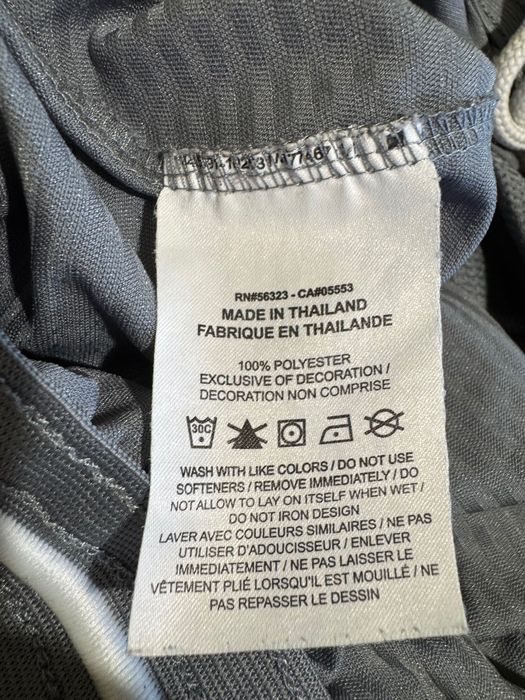 RN#56323 - CA#05553
MADE IN THAILAND
FABRIQUE EN THAILANDE
100% POLYESTER
EXCLUSIVE OF DECORATION /
DECORATION NON COMPRISE
30C
WASH WITH LIKE COLORS / DO NOT USE
SOFTENERS / REMOVE IMMEDIATELY / DO
NOT ALLOW TO LAY ON ITSELF WHEN WET /
DO NOT IRON DESIGN
LAVER AVEC COULEURS SIMILAIRES / NE PAS
UTILISER D'ADOUCISSEUR / ENLEVER
IMMEDIATEMENT / NE PAS LAISSER LE
VÊTEMENT PLIÉ LORSQU'IL EST MOUILLÉ / NE
PAS REPASSER LE DESSIN